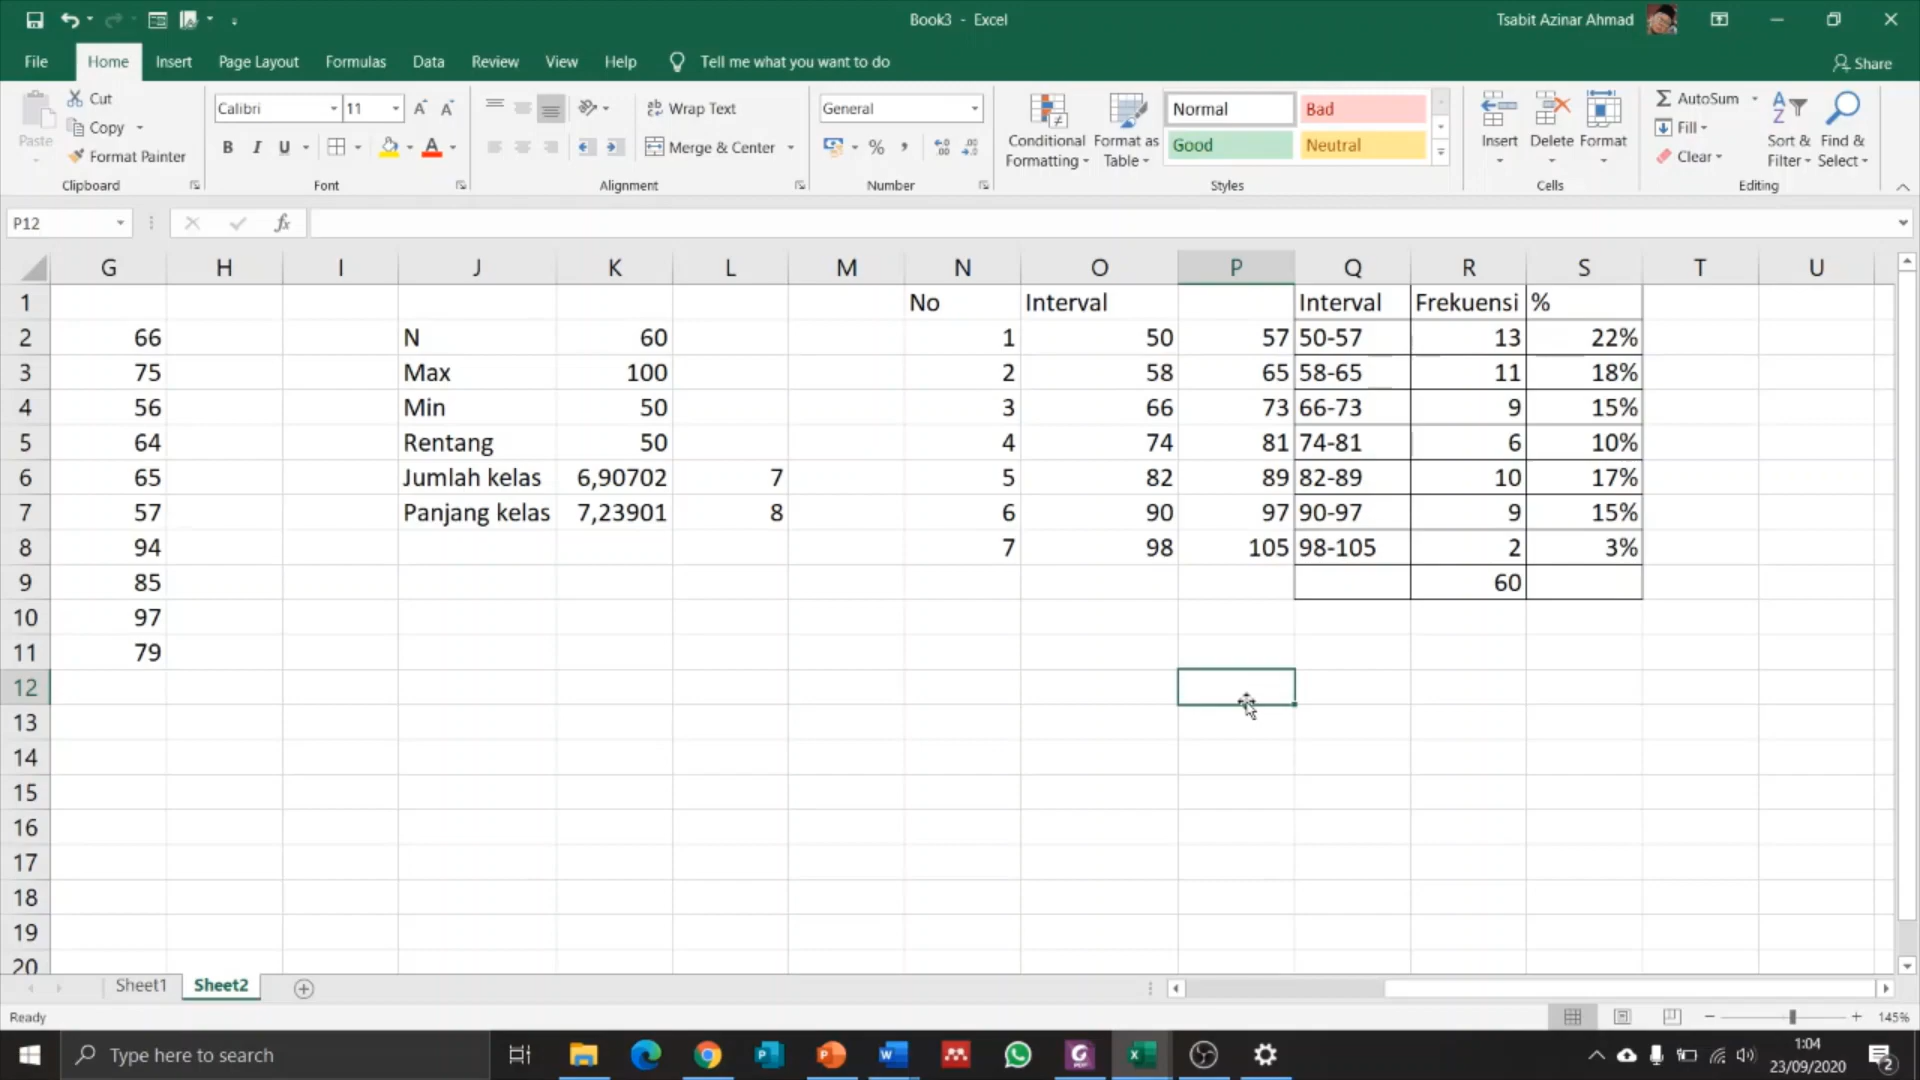 Book3 - Excel
Tsabit Azinar Ahmad
File Home Insert Page Layout Formulas Data Review View Help Tell me what you want to do Share
Paste
Cut
Copy
Format Painter
Clipboard
Calibri 11
B I U A
Font
Wrap Text
Merge & Center
Alignment
General
%
Number
Conditional Formatting
Format as Table
Normal Bad
Good Neutral
Styles
Insert Delete Format
Cells
AutoSum
Fill
Clear
Sort & Filter
Find & Select
Editing
P12 fx
G H I J K L M N O P Q R S T U
1 No Interval Interval Frekuensi %
2 66 N 60 1 50 57 50-57 13 22%
3 75 Max 100 2 58 65 58-65 11 18%
4 56 Min 50 3 66 73 66-73 9 15%
5 64 Rentang 50 4 74 81 74-81 6 10%
6 65 Jumlah kelas 6,90702 7 5 82 89 82-89 10 17%
7 57 Panjang kelas 7,23901 8 6 90 97 90-97 9 15%
8 94 7 98 105 98-105 2 3%
9 85 60
10 97
11 79
12
13
14
15
16
17
18
19
20
Sheet1 Sheet2
Ready
145%
Type here to search
1:04
23/09/2020
2